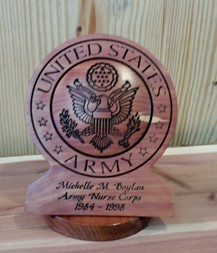 UNITED STATES
ARMY
Michelle M. Boylan
Army Nurse Corps
1984 - 1998